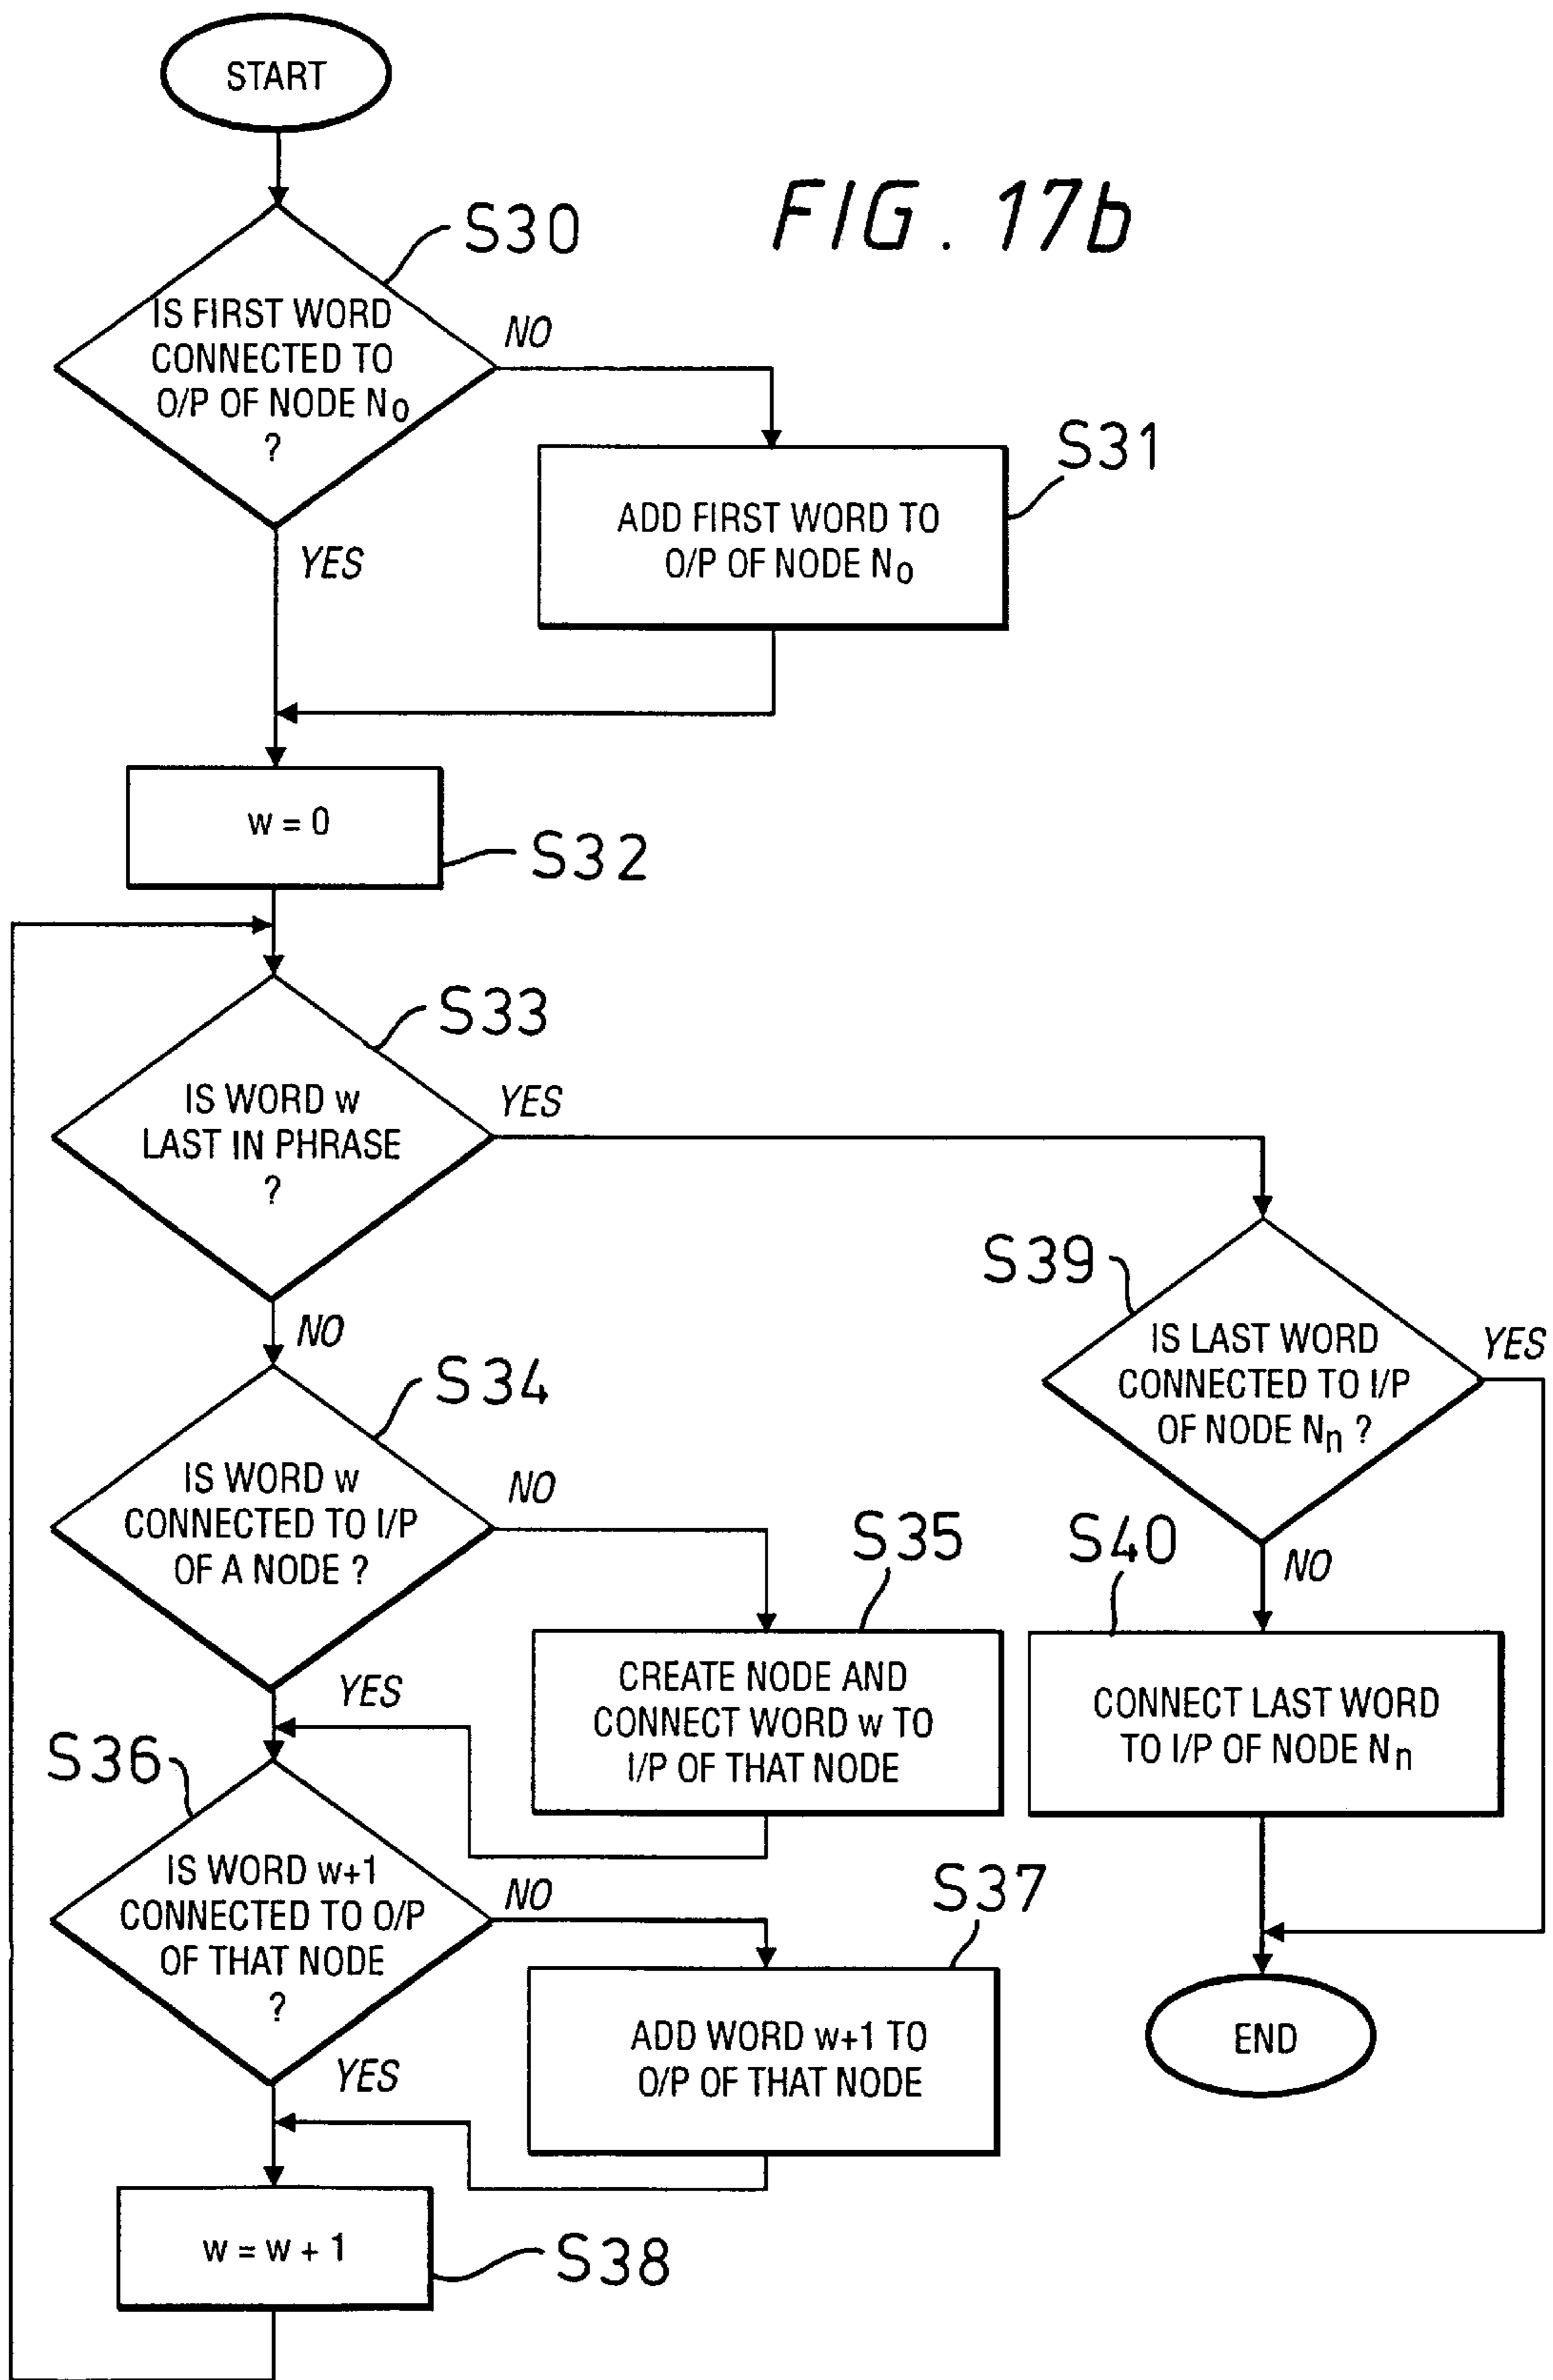 START
FIG. 17b
S30
IS FIRST WORD
CONNECTED TO
O/P OF NODE N₀
?
NO
YES
S31
ADD FIRST WORD TO
O/P OF NODE N₀
w = 0
S32
S33
IS WORD w
LAST IN PHRASE
?
YES
NO
S34
IS WORD w
CONNECTED TO I/P
OF A NODE ?
NO
YES
S35
CREATE NODE AND
CONNECT WORD w TO
I/P OF THAT NODE
S36
IS WORD w+1
CONNECTED TO O/P
OF THAT NODE
?
NO
YES
S37
ADD WORD w+1 TO
O/P OF THAT NODE
w = w + 1
S38
S39
IS LAST WORD
CONNECTED TO I/P
OF NODE Nₙ ?
YES
NO
S40
CONNECT LAST WORD
TO I/P OF NODE Nₙ
END